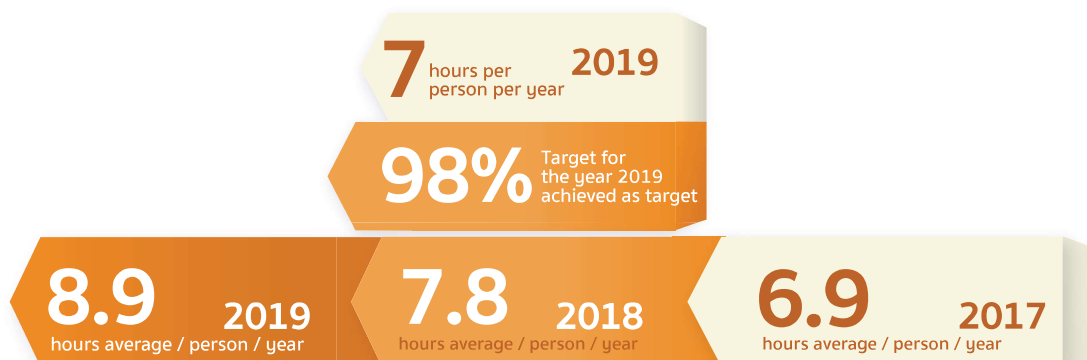 7
hours per
person per year
2019
98%
Target for
the year 2019
achieved as target
8.9
2019
hours average / person / year
7.8
2018
hours average / person / year
6.9
2017
hours average / person / year